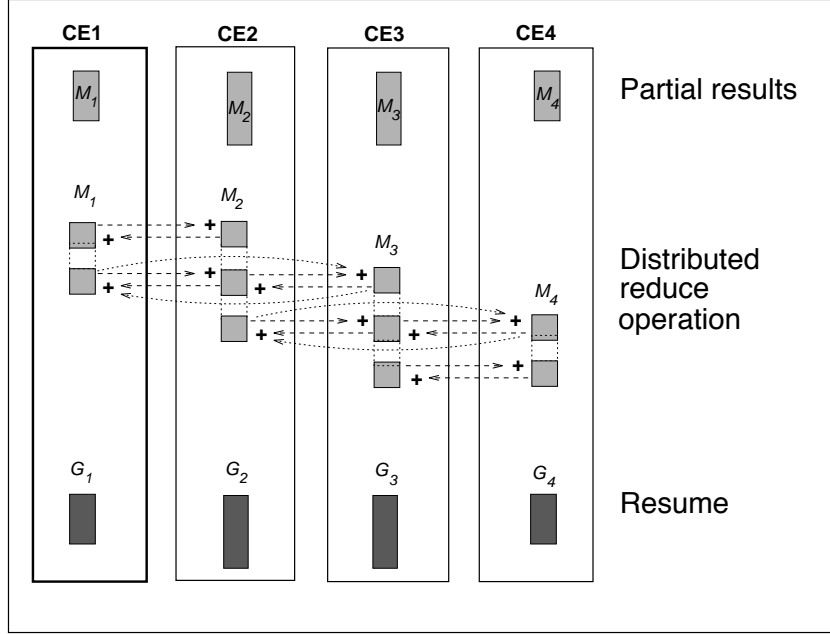 CE1 CE2 CE3 CE4
M1 M2 M3 M4 Partial results
M1 M2 M3 M4
+ + + + + + + + + + + +
Distributed
reduce
operation
G1 G2 G3 G4
Resume